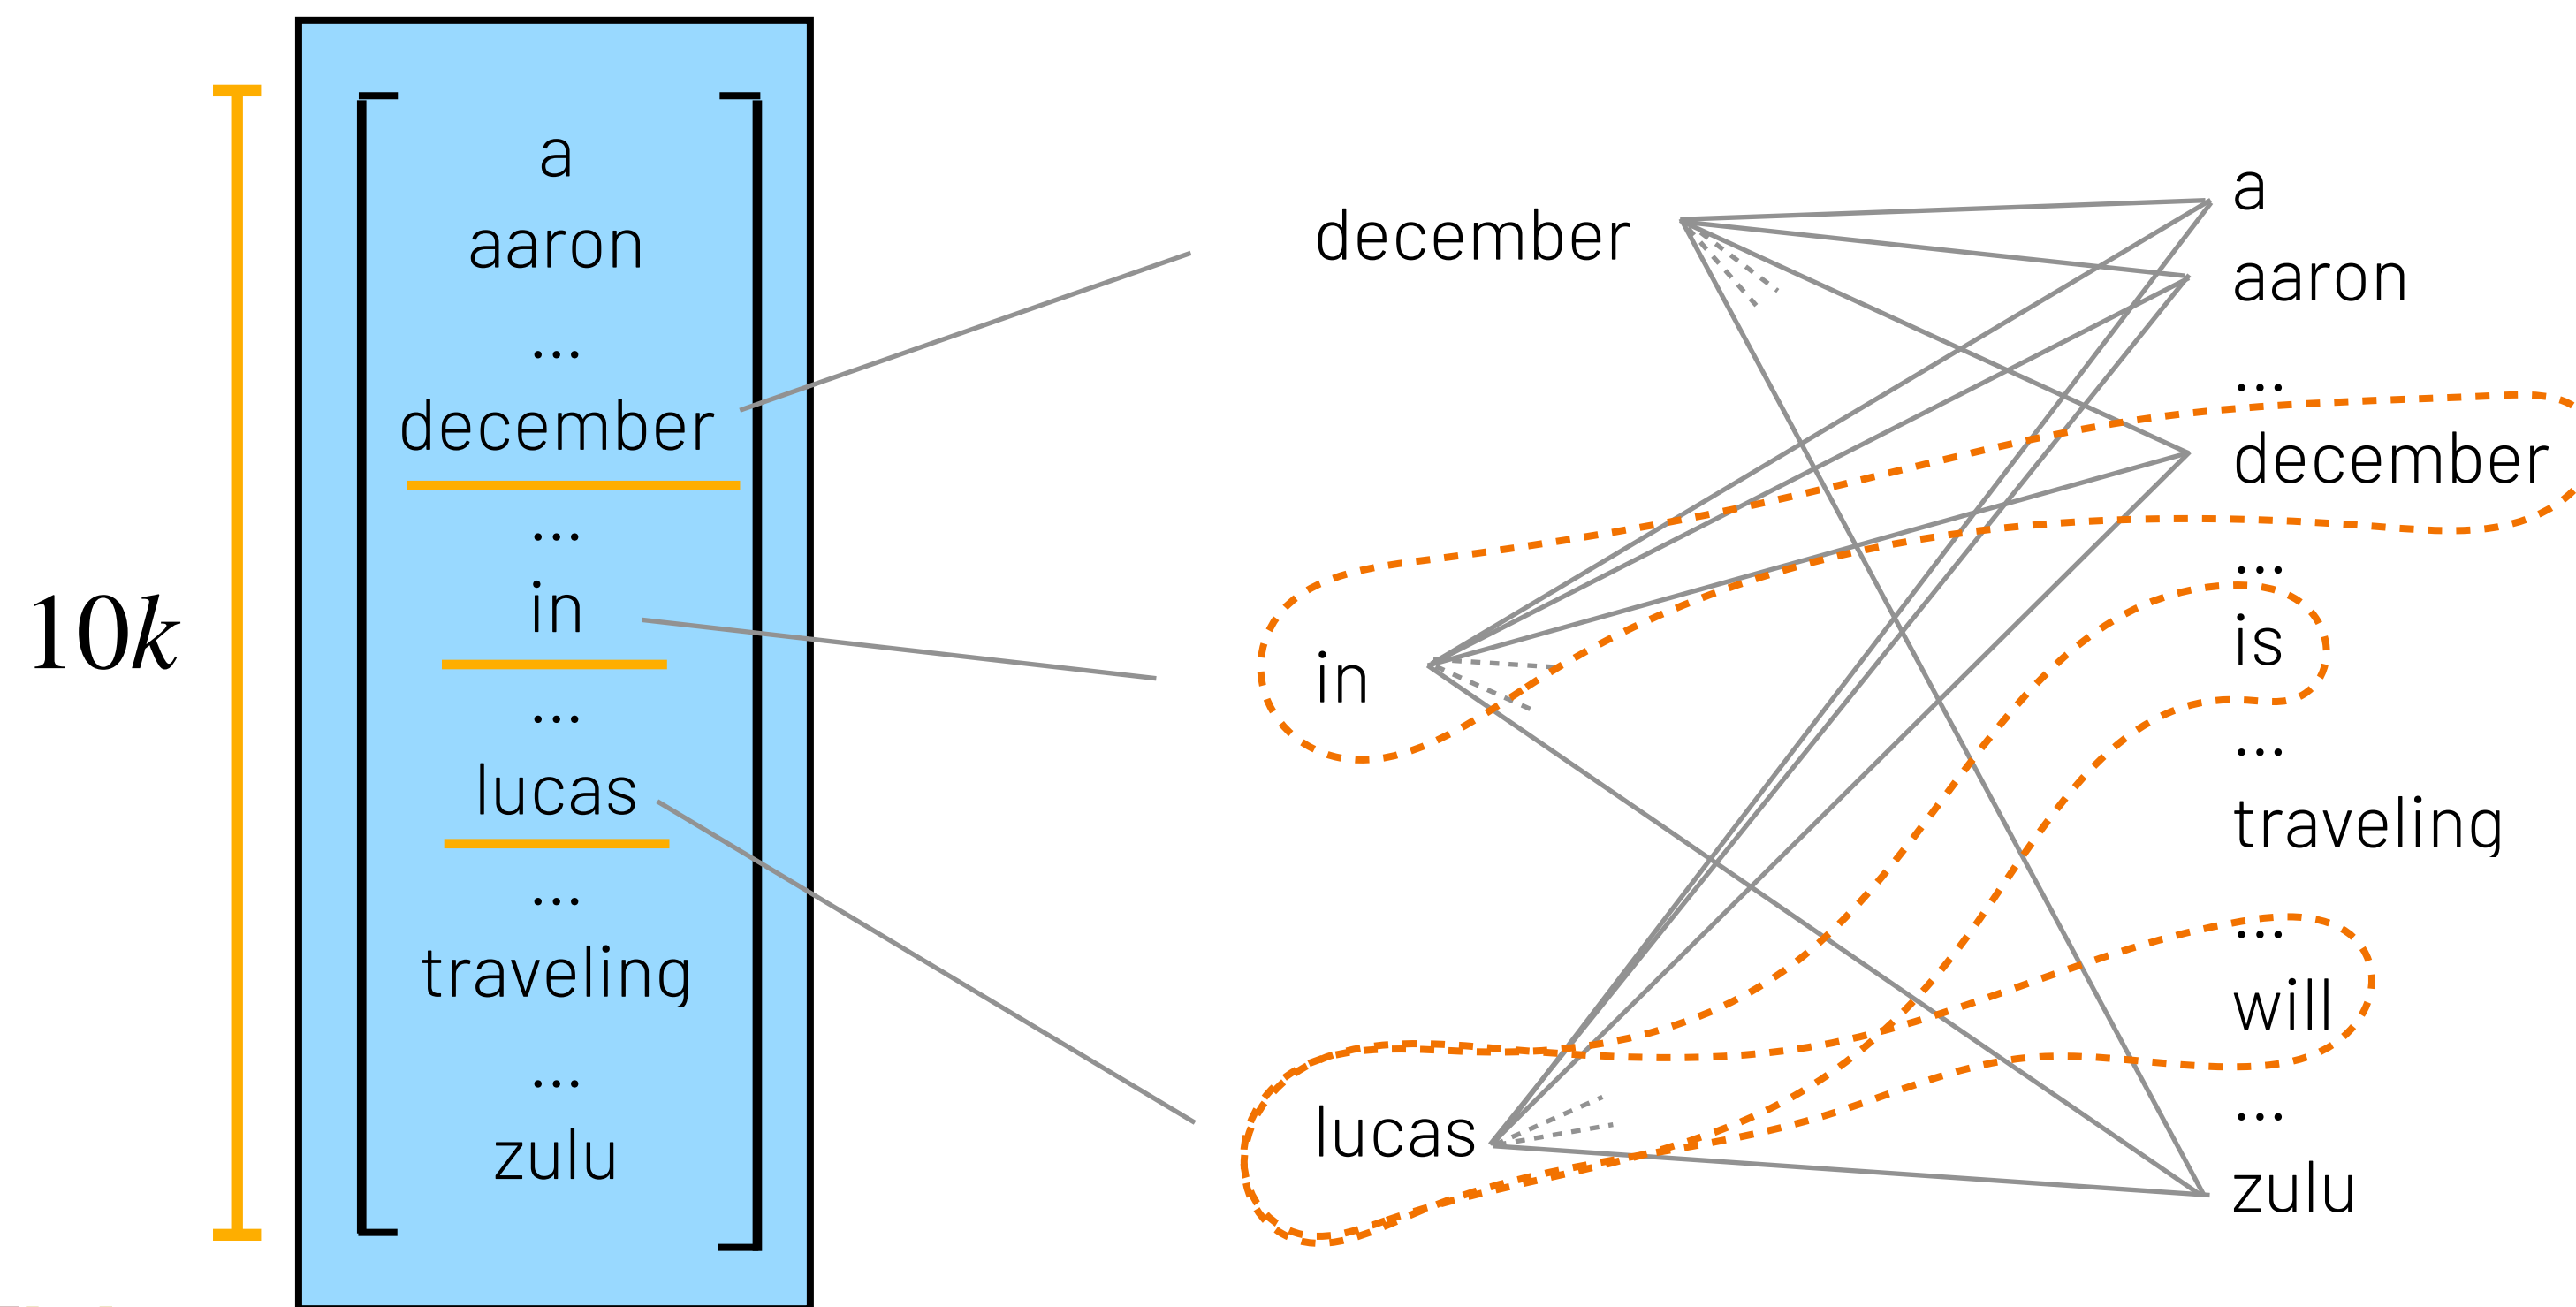 10k
a
aaron
...
december
...
in
...
lucas
...
traveling
...
zulu
december
in
lucas
a
aaron
...
december
...
is
...
traveling
...
will
...
zulu